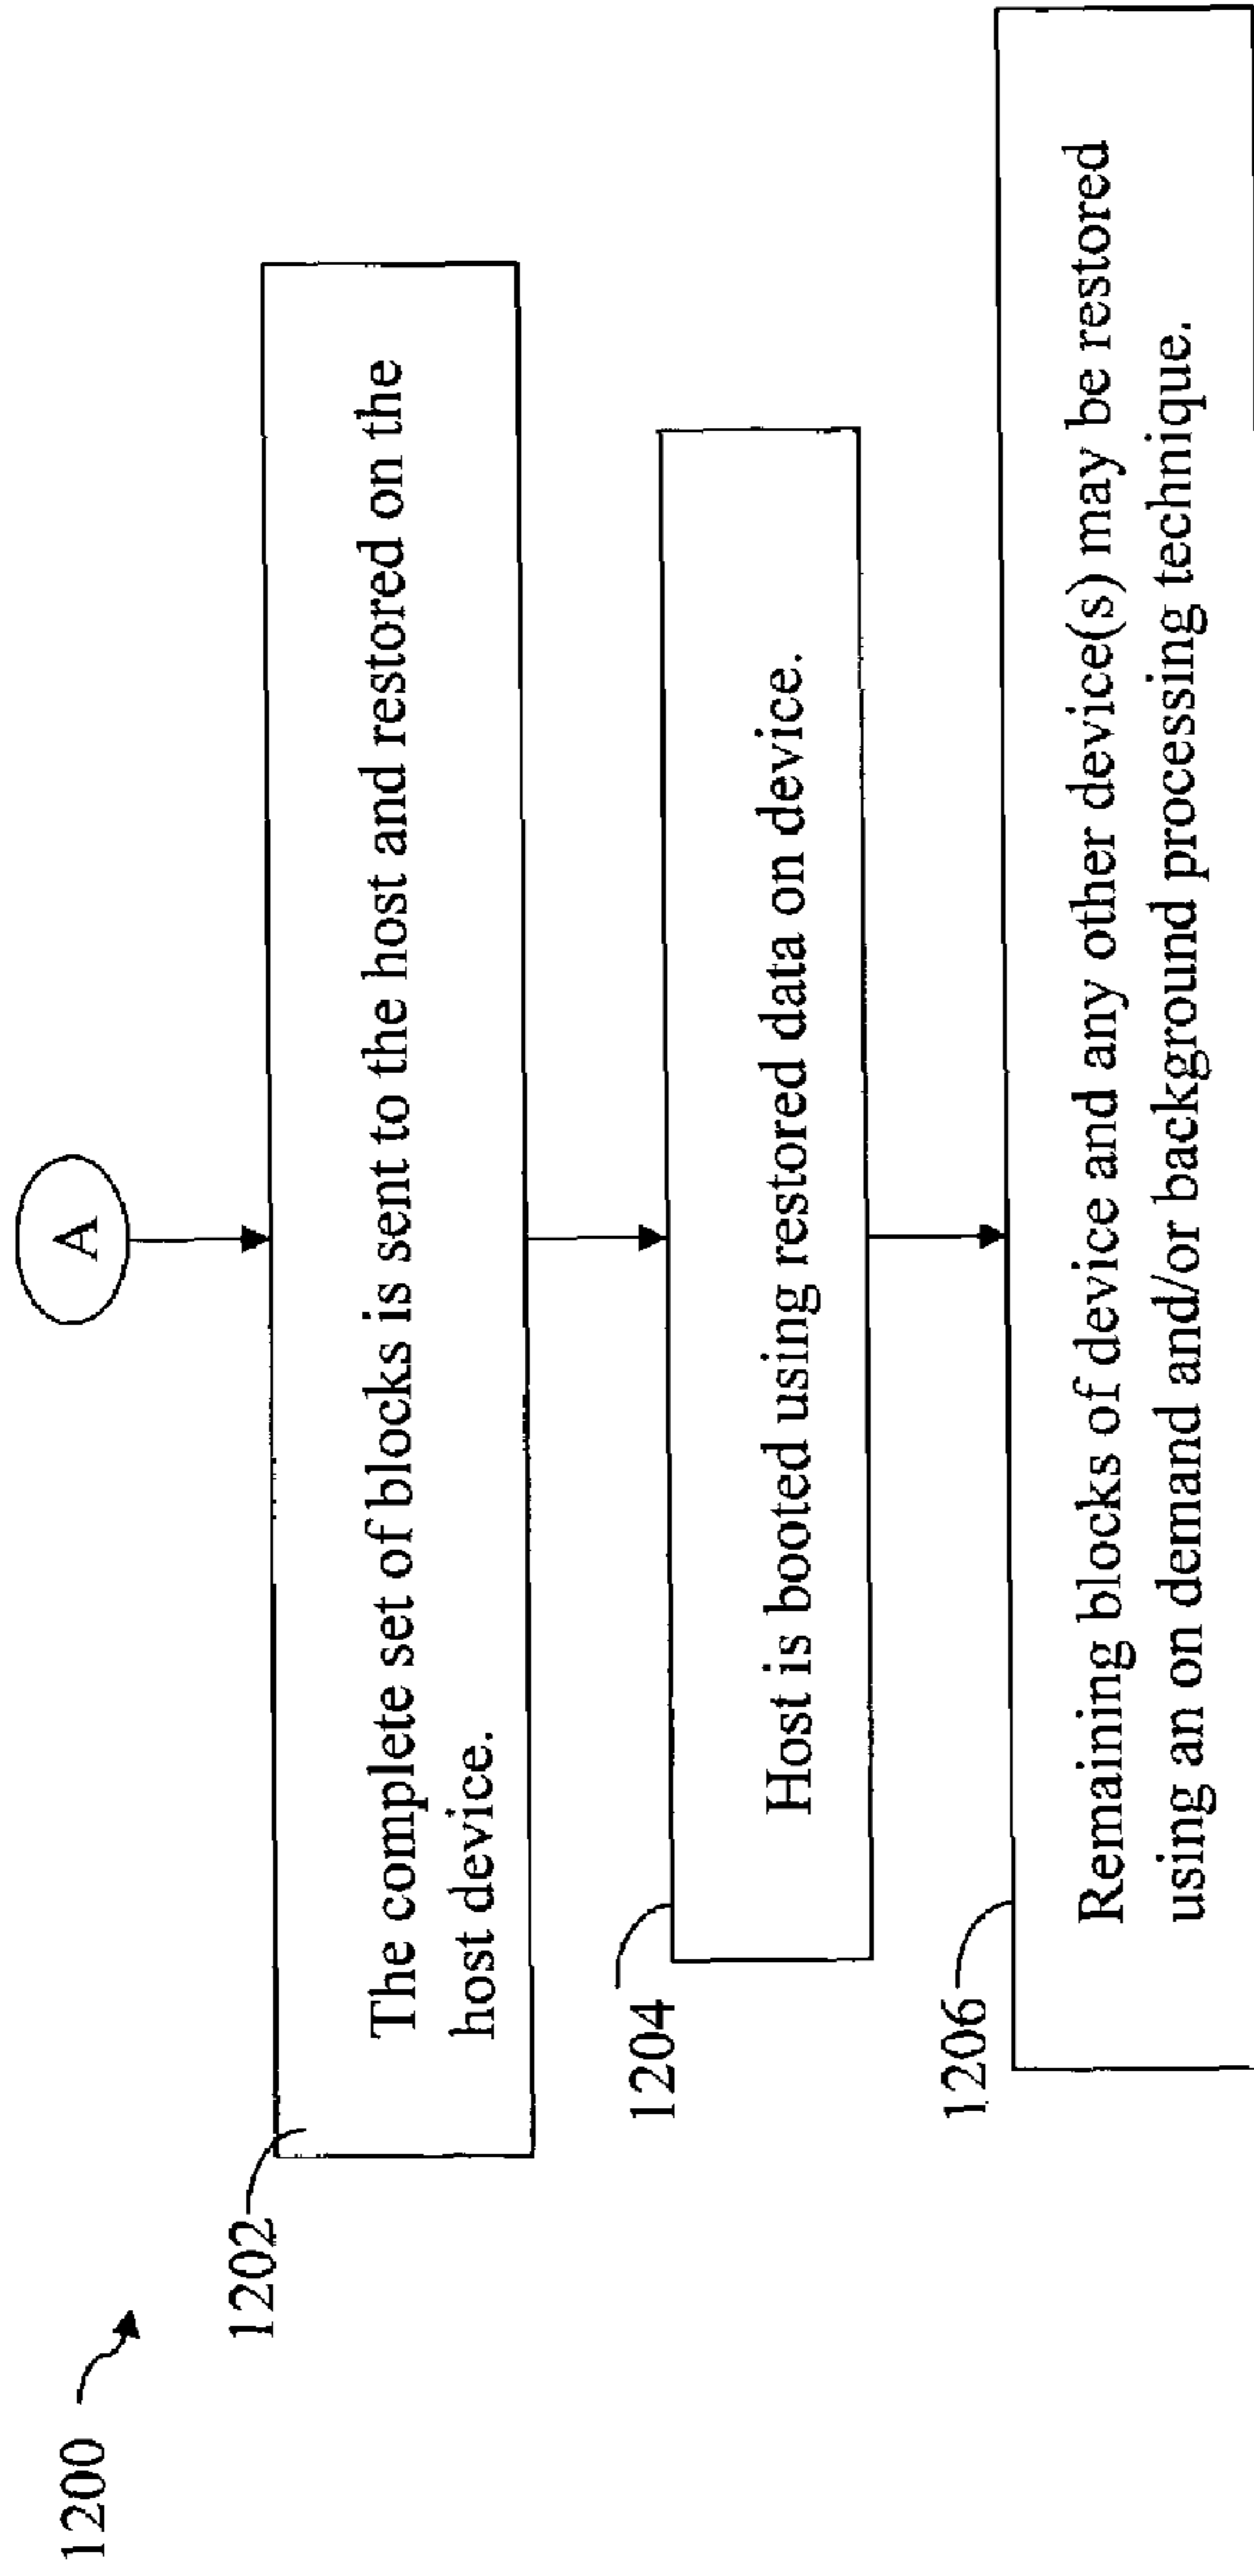 1200
A
1202
The complete set of blocks is sent to the host and restored on the
host device.
1204
Host is booted using restored data on device.
1206
Remaining blocks of device and any other device(s) may be restored
using an on demand and/or background processing technique.